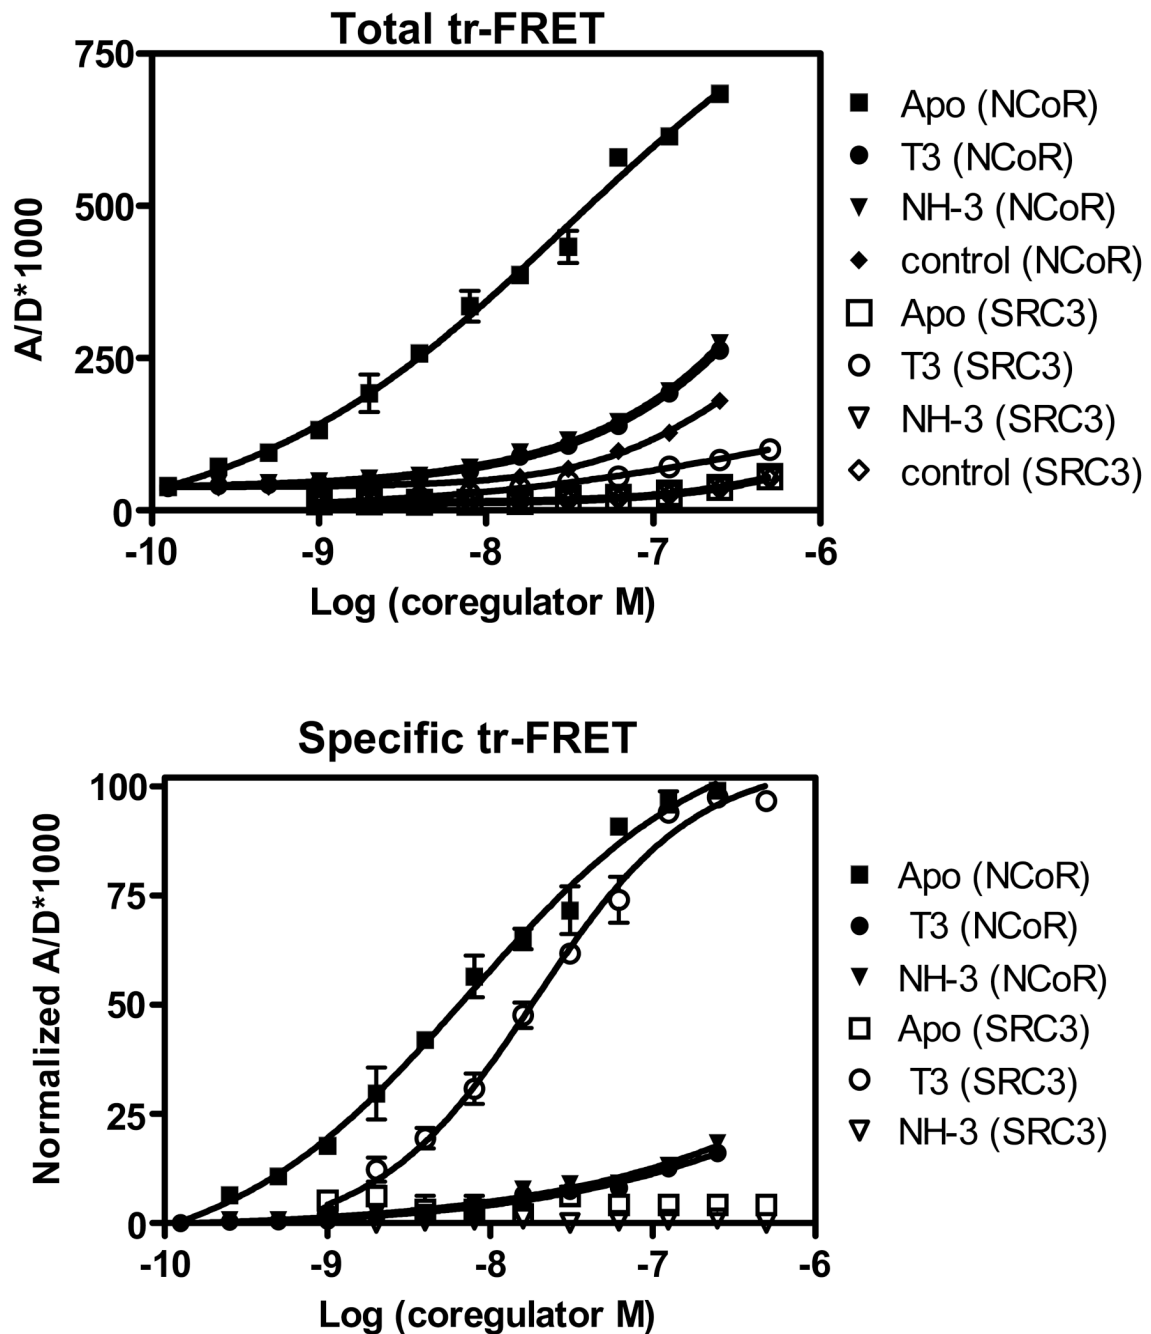 Total tr-FRET
750
500
250
0
A/D*1000
-10 -9 -8 -7 -6
Log (coregulator M)
Apo (NCoR)
T3 (NCoR)
NH-3 (NCoR)
control (NCoR)
Apo (SRC3)
T3 (SRC3)
NH-3 (SRC3)
control (SRC3)
Specific tr-FRET
100
75
50
25
0
Normalized A/D*1000
-10 -9 -8 -7 -6
Log (coregulator M)
Apo (NCoR)
T3 (NCoR)
NH-3 (NCoR)
Apo (SRC3)
T3 (SRC3)
NH-3 (SRC3)